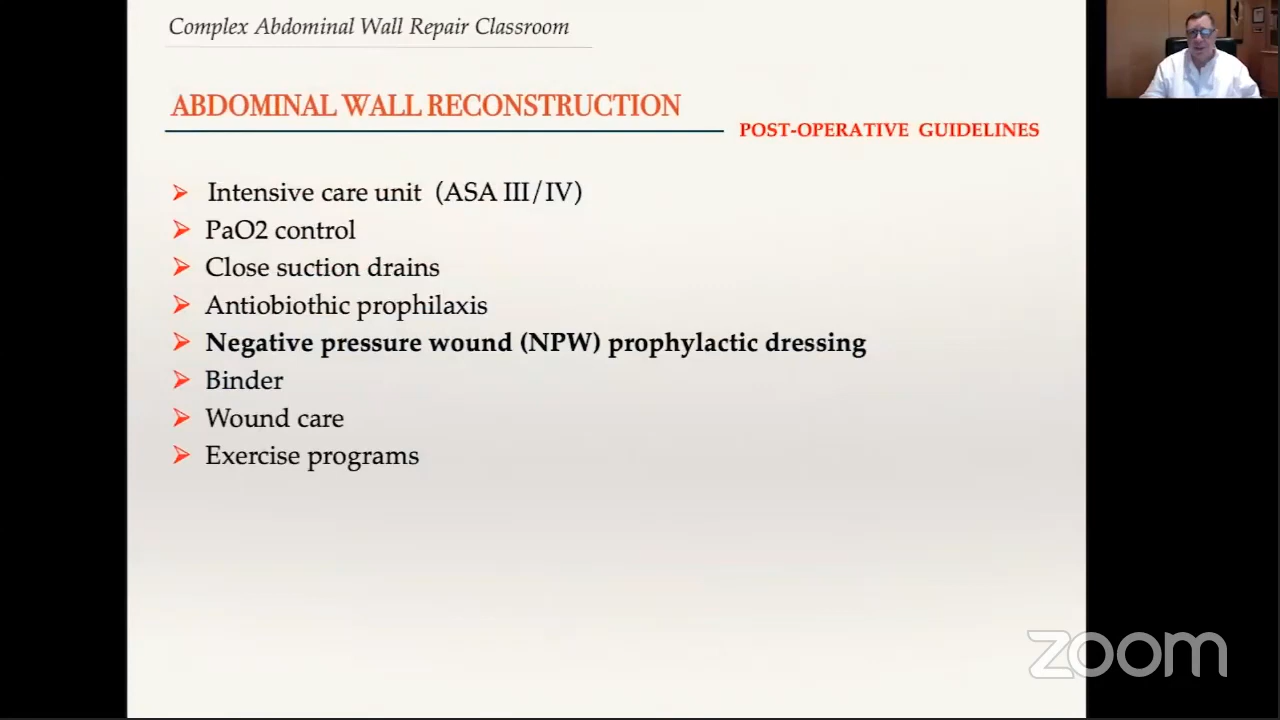 Complex Abdominal Wall Repair Classroom
ABDOMINAL WALL RECONSTRUCTION
POST-OPERATIVE GUIDELINES
Intensive care unit (ASA III/IV)
PaO2 control
Close suction drains
Antiobiothic prophilaxis
Negative pressure wound (NPW) prophylactic dressing
Binder
Wound care
Exercise programs
zoom